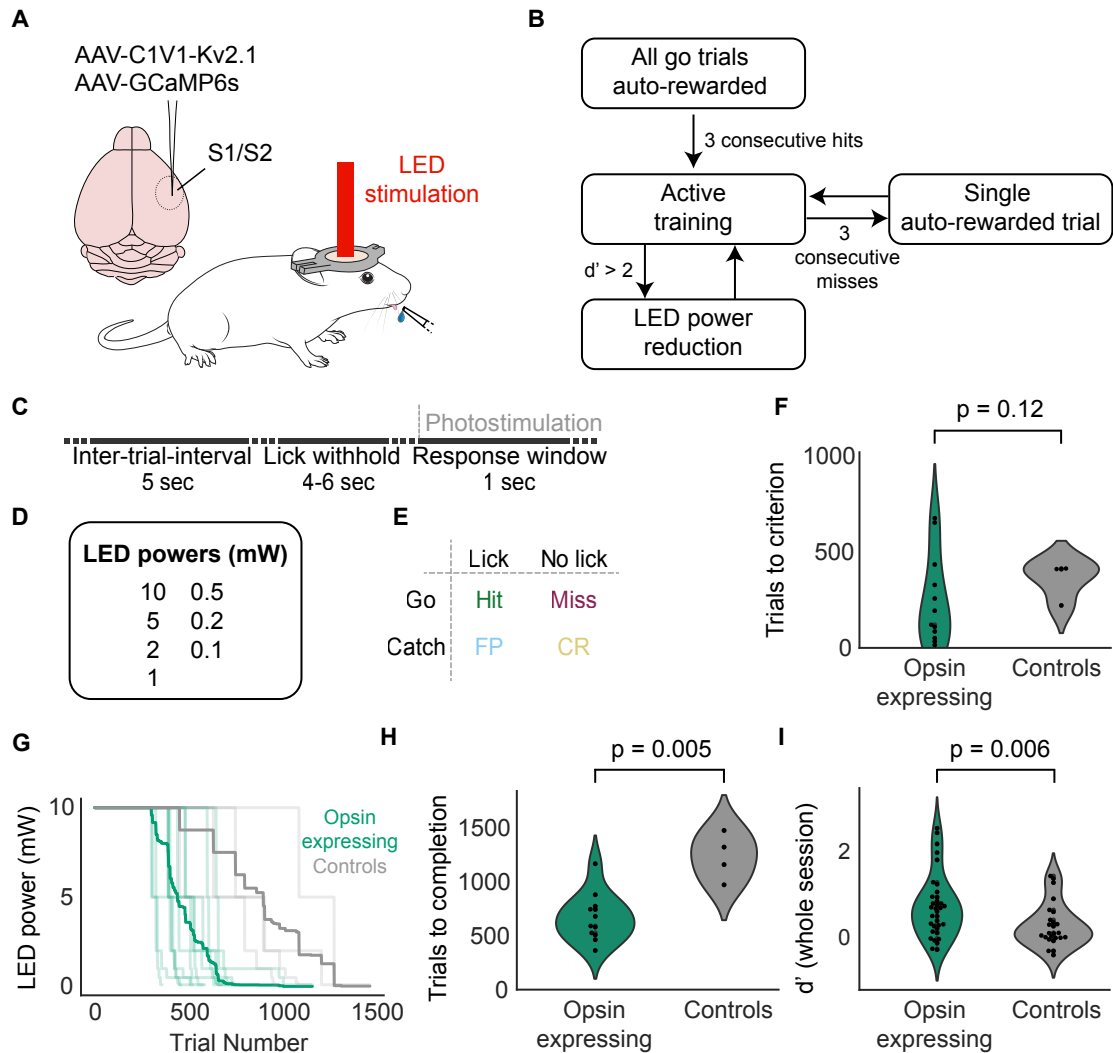 A
AAV-C1V1-Kv2.1
AAV-GCaMP6s
S1/S2
LED
stimulation
B
All go trials
auto-rewarded
3 consecutive hits
Active
training
Single
auto-rewarded trial
3
consecutive
misses
d' > 2
LED power
reduction
C
Photostimulation
Inter-trial-interval Lick withhold Response window
5 sec 4-6 sec 1 sec
D
LED powers (mW)
10 0.5
5 0.2
2 0.1
1
E
Lick No lick
Go Hit Miss
Catch FP CR
F
p = 0.12
Trials to criterion
1000
500
0
Opsin
expressing
Controls
G
LED power (mW)
10
5
0
Opsin
expressing
Controls
0 500 1000 1500
Trial Number
H
p = 0.005
Trials to completion
1500
1000
500
0
Opsin
expressing
Controls
I
p = 0.006
d' (whole session)
2
0
Opsin
expressing
Controls